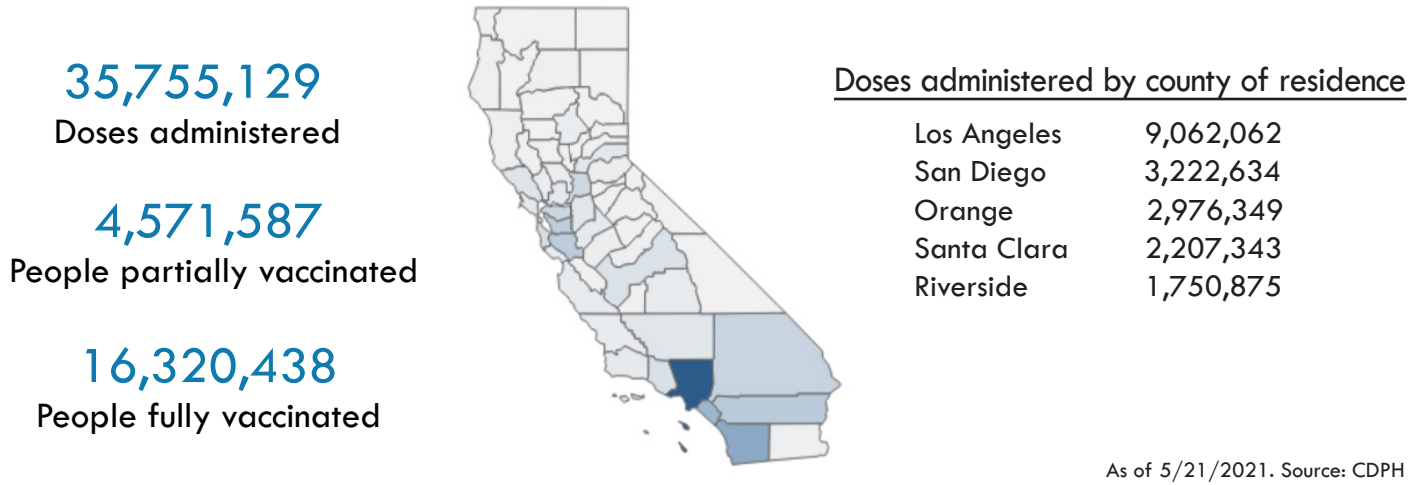 35,755,129
Doses administered
4,571,587
People partially vaccinated
16,320,438
People fully vaccinated
Doses administered by county of residence
Los Angeles 9,062,062
San Diego 3,222,634
Orange 2,976,349
Santa Clara 2,207,343
Riverside 1,750,875
As of 5/21/2021. Source: CDPH